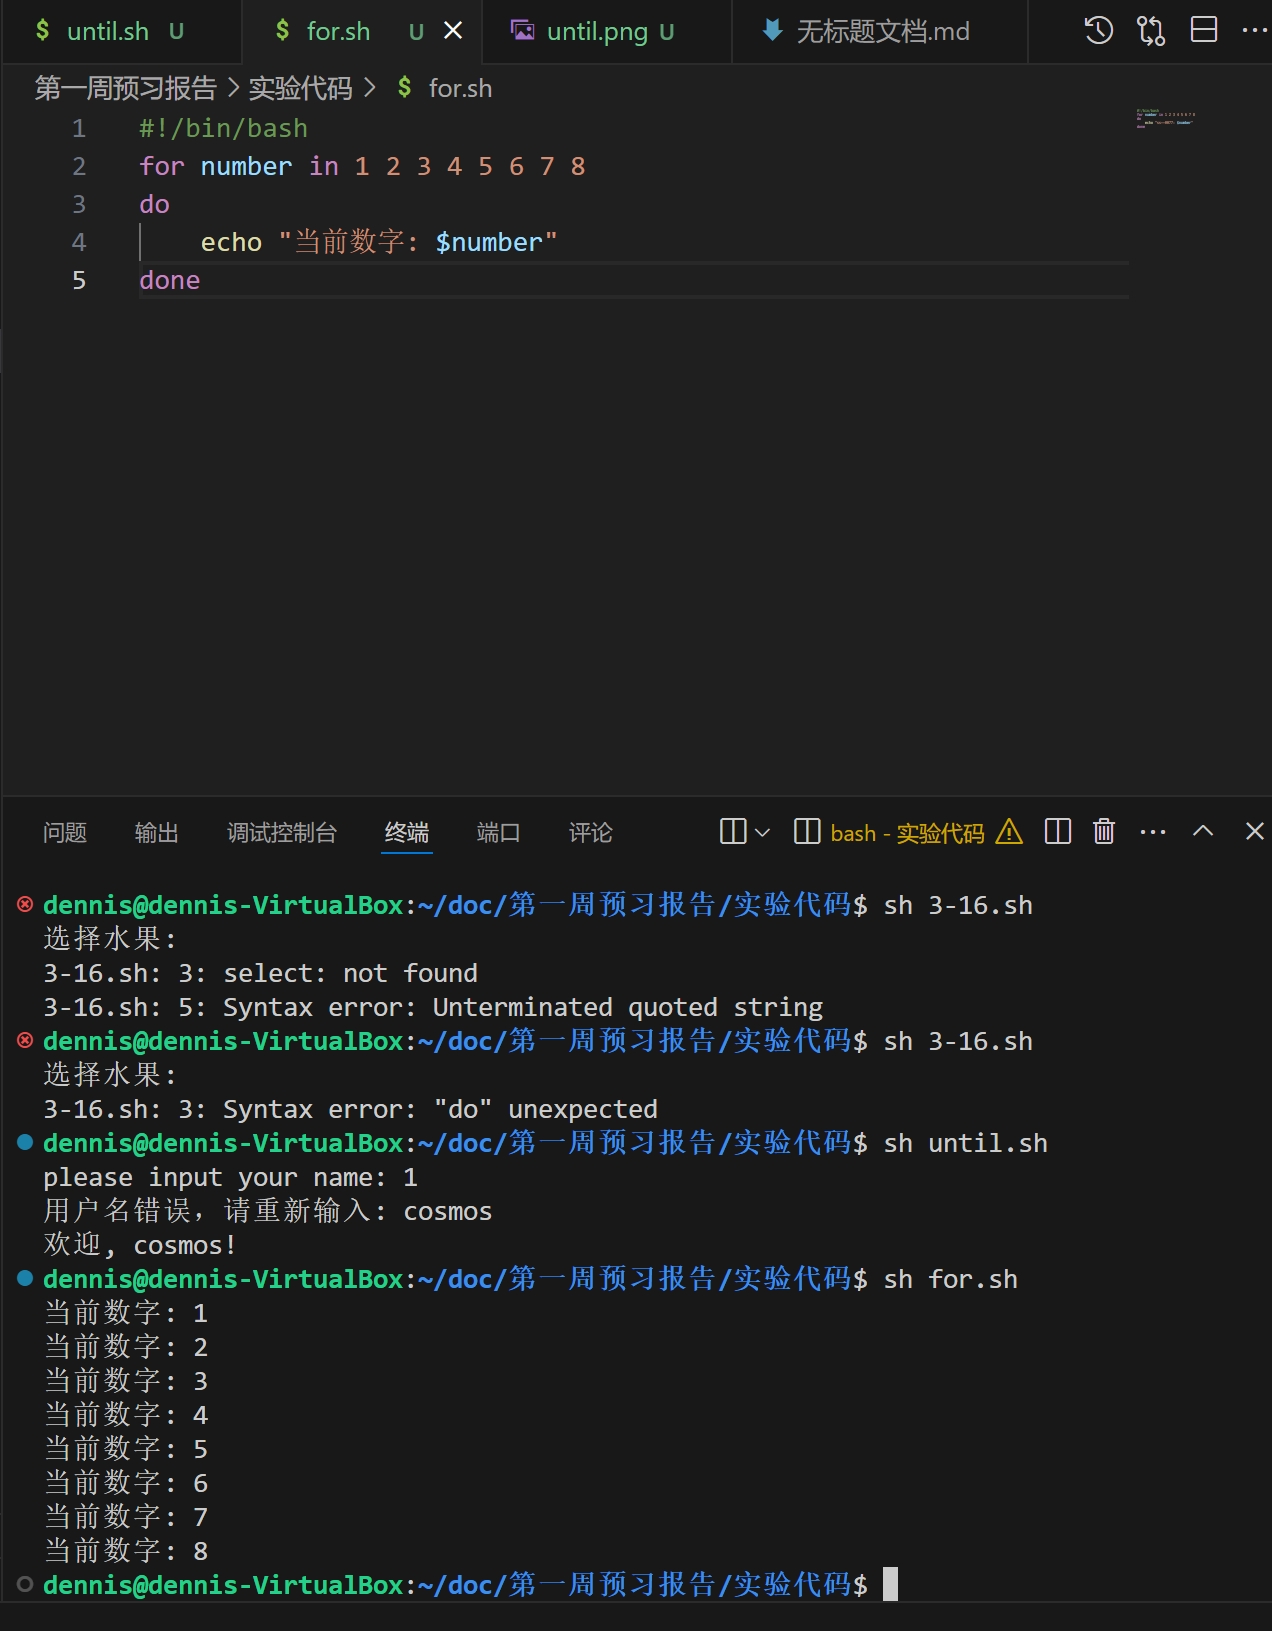 $ until.sh U $ for.sh U until.png U 无标题文档.md
第一周预习报告 > 实验代码 > $ for.sh
1 #!/bin/bash
2 for number in 1 2 3 4 5 6 7 8
3 do
4 echo "当前数字: $number"
5 done
问题 输出 调试控制台 终端 端口 评论 bash - 实验代码
dennis@dennis-VirtualBox:~/doc/第一周预习报告/实验代码$ sh 3-16.sh
选择水果:
3-16.sh: 3: select: not found
3-16.sh: 5: Syntax error: Unterminated quoted string
dennis@dennis-VirtualBox:~/doc/第一周预习报告/实验代码$ sh 3-16.sh
选择水果:
3-16.sh: 3: Syntax error: "do" unexpected
dennis@dennis-VirtualBox:~/doc/第一周预习报告/实验代码$ sh until.sh
please input your name: 1
用户名错误，请重新输入: cosmos
欢迎, cosmos!
dennis@dennis-VirtualBox:~/doc/第一周预习报告/实验代码$ sh for.sh
当前数字: 1
当前数字: 2
当前数字: 3
当前数字: 4
当前数字: 5
当前数字: 6
当前数字: 7
当前数字: 8
dennis@dennis-VirtualBox:~/doc/第一周预习报告/实验代码$